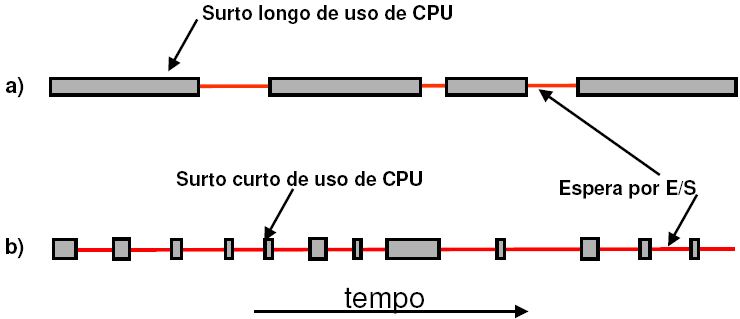 Surto longo de uso de CPU
a)
Surto curto de uso de CPU
Espera por E/S
b)
tempo